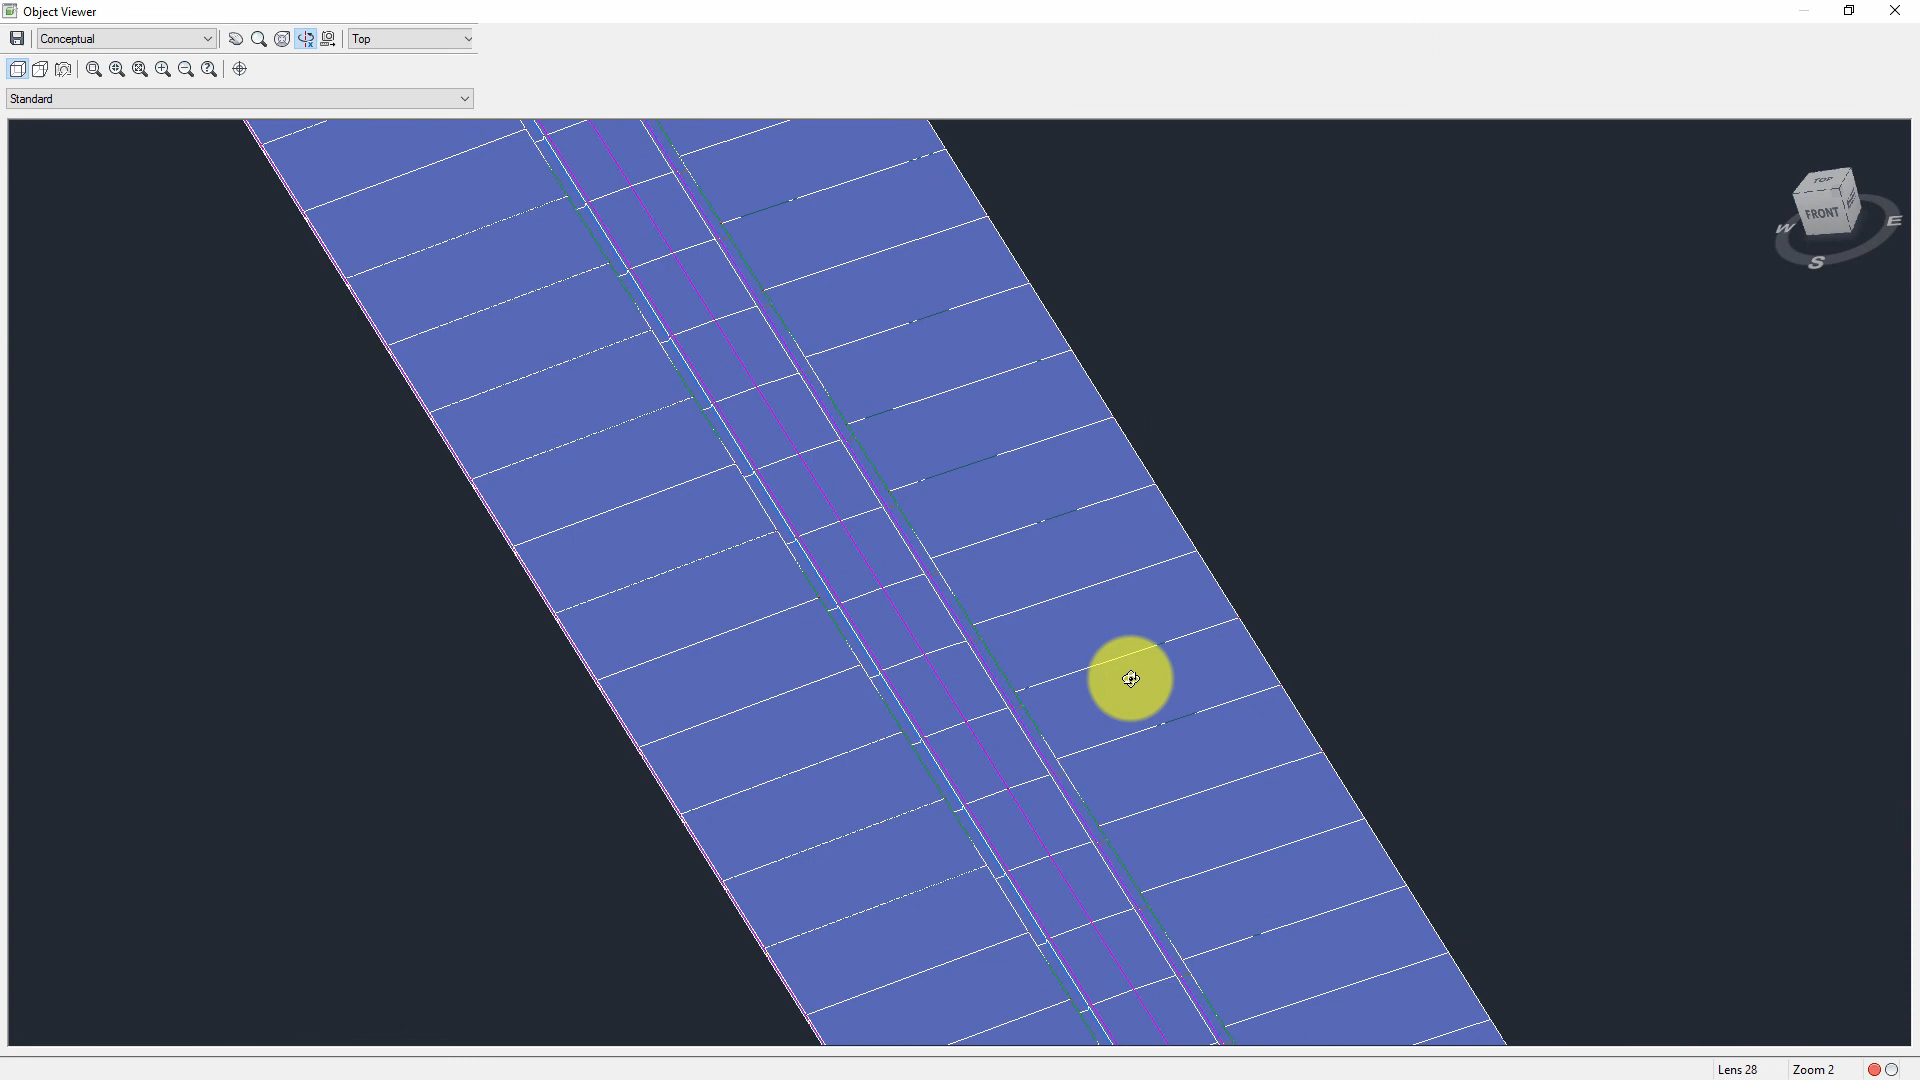 Object Viewer
Conceptual
Top
Standard
TOP
FRONT
W
E
S
Lens 28
Zoom 2